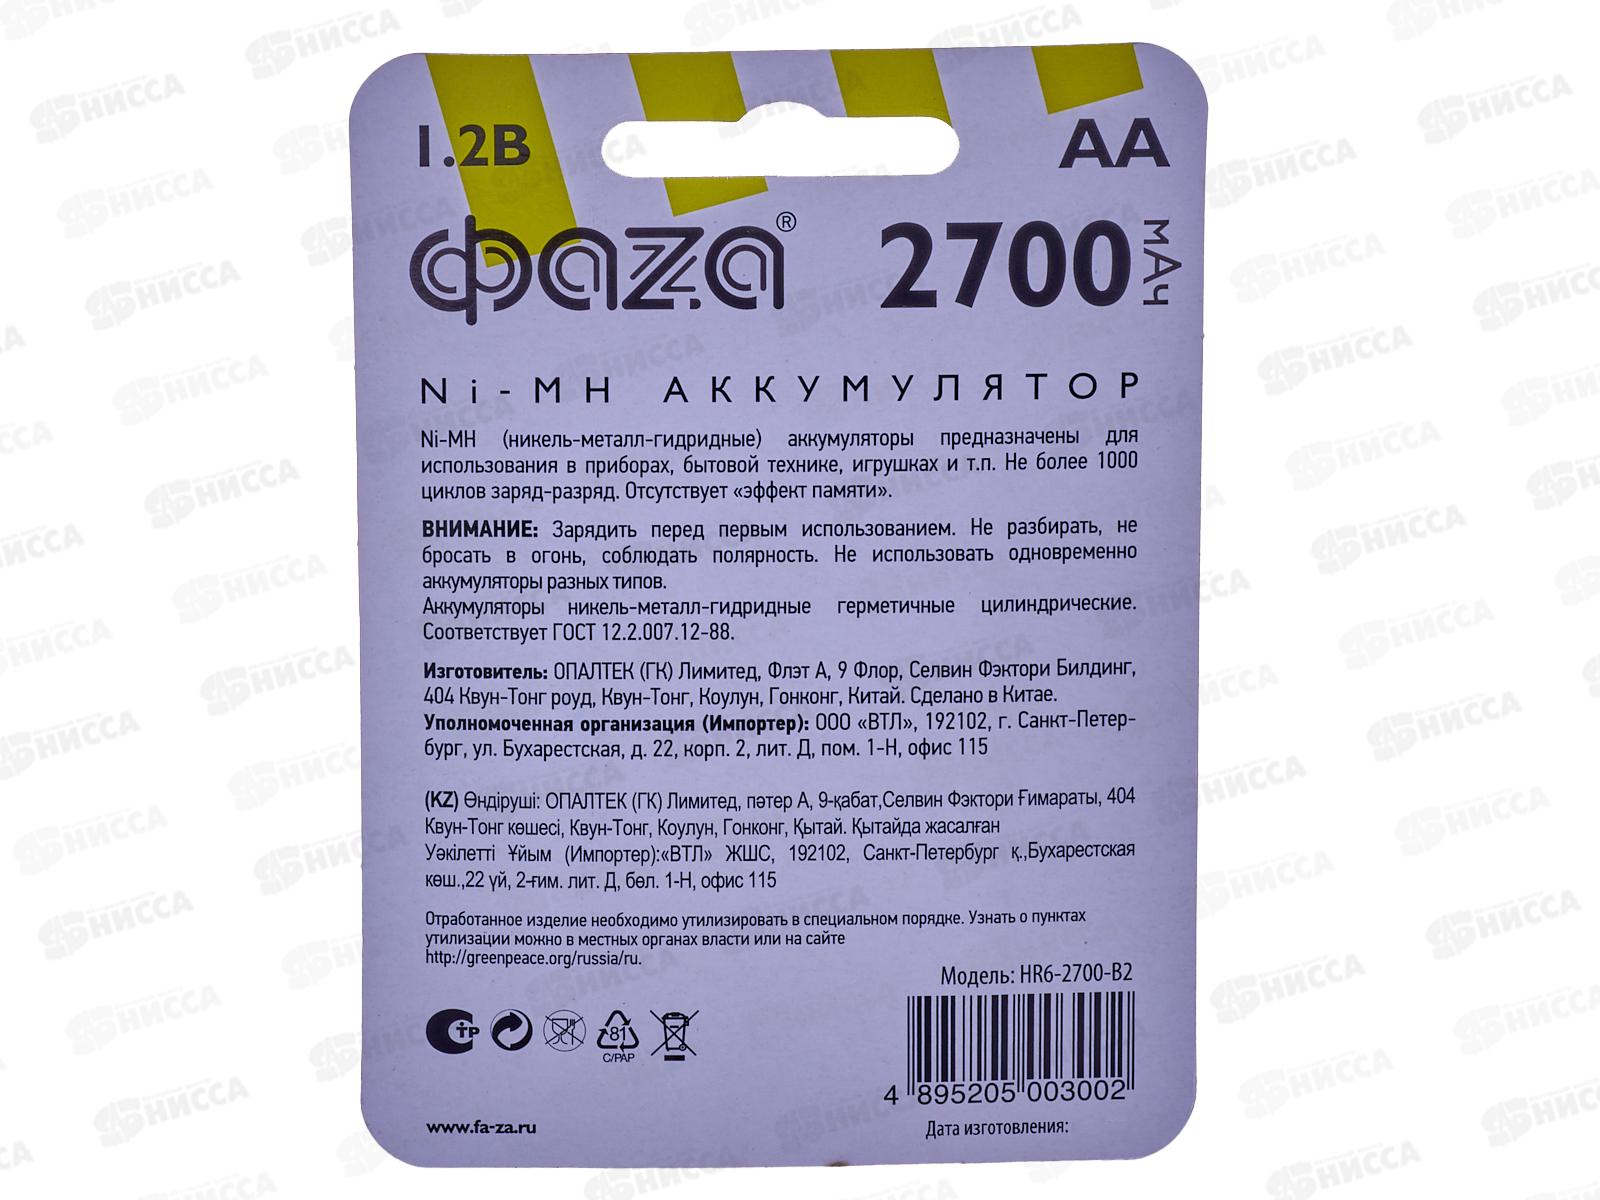 1.2В
АА
фаzа®
2700 мАч
Ni-MH АККУМУЛЯТОР
Ni-MH (никель-металл-гидридные) аккумуляторы предназначены для
использования в приборах, бытовой технике, игрушках и т.п. Не более 1000
циклов заряд-разряд. Отсутствует «эффект памяти».
ВНИМАНИЕ: Зарядить перед первым использованием. Не разбирать, не
бросать в огонь, соблюдать полярность. Не использовать одновременно
аккумуляторы разных типов.
Аккумуляторы никель-металл-гидридные герметичные цилиндрические.
Соответствует ГОСТ 12.2.007.12-88.
Изготовитель: ОПАЛТЕК (ГК) Лимитед, Флэт А, 9 Флор, Селвин Фэктори Билдинг,
404 Квун-Тонг роуд, Квун-Тонг, Коулун, Гонконг, Китай. Сделано в Китае.
Уполномоченная организация (Импортер): ООО «ВТЛ», 192102, г. Санкт-Петер-
бург, ул. Бухарестская, д. 22, корп. 2, лит. Д, пом. 1-Н, офис 115
(KZ) Өндіруші: ОПАЛТЕК (ГК) Лимитед, пәтер А, 9-қабат,Селвин Фэктори Ғимараты, 404
Квун-Тонг көшесі, Квун-Тонг, Коулун, Гонконг, Қытай. Қытайда жасалған
Уәкілетті Ұйым (Импортер):«ВТЛ» ЖШС, 192102, Санкт-Петербург қ.,Бухарестская
көш.,22 үй, 2-ғим. лит. Д, бөл. 1-Н, офис 115
Отработанное изделие необходимо утилизировать в специальном порядке. Узнать о пунктах
утилизации можно в местных органах власти или на сайте
http://greenpeace.org/russia/ru.
Модель: HR6-2700-B2
СТР
81
C/PAP
4 895205 003002
www.fa-za.ru
Дата изготовления:
НИССА